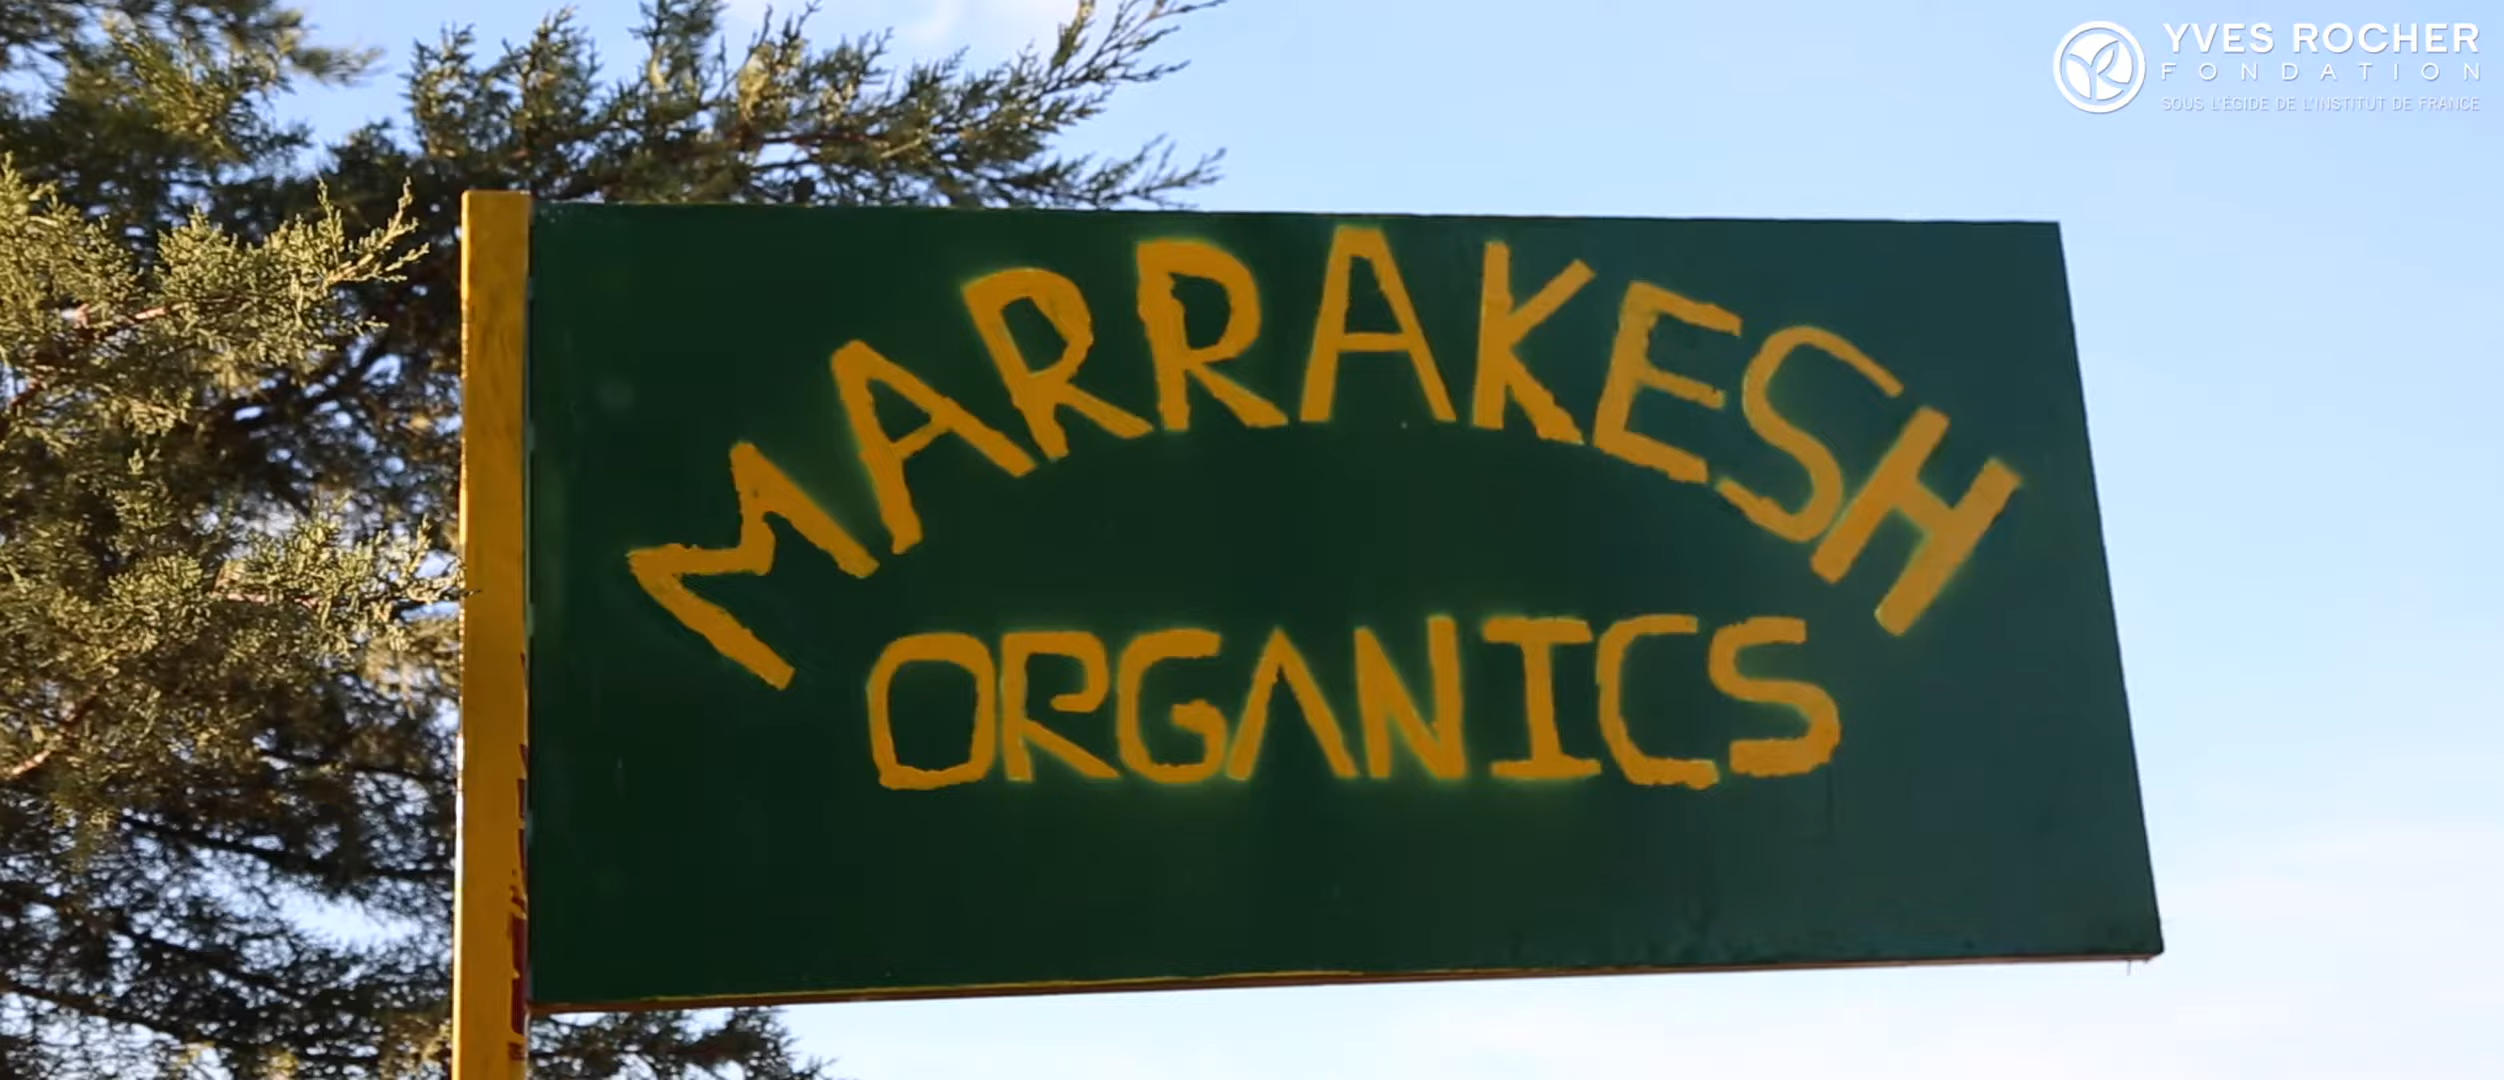 YVES ROCHER
FONDATION
SOUS L'ÉGIDE DE L'INSTITUT DE FRANCE
MARRAKESH
ORGANICS